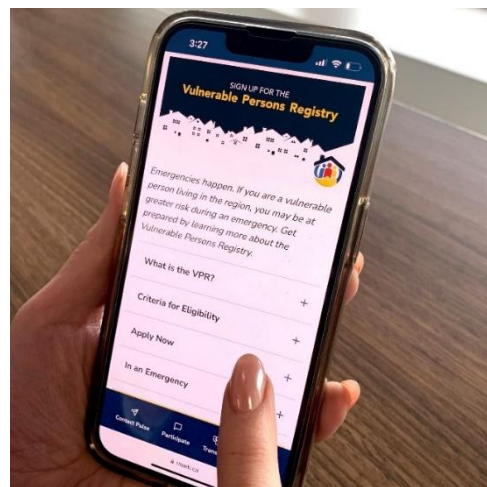 3:27
SIGN UP FOR THE
Vulnerable Persons Registry
Emergencies happen. If you are a vulnerable
person living in the region, you may be at
greater risk during an emergency. Get
prepared by learning more about the
Vulnerable Persons Registry.
What is the VPR?
+
Criteria for Eligibility
+
Apply Now
+
In an Emergency
+
Contact Pulse
Participate